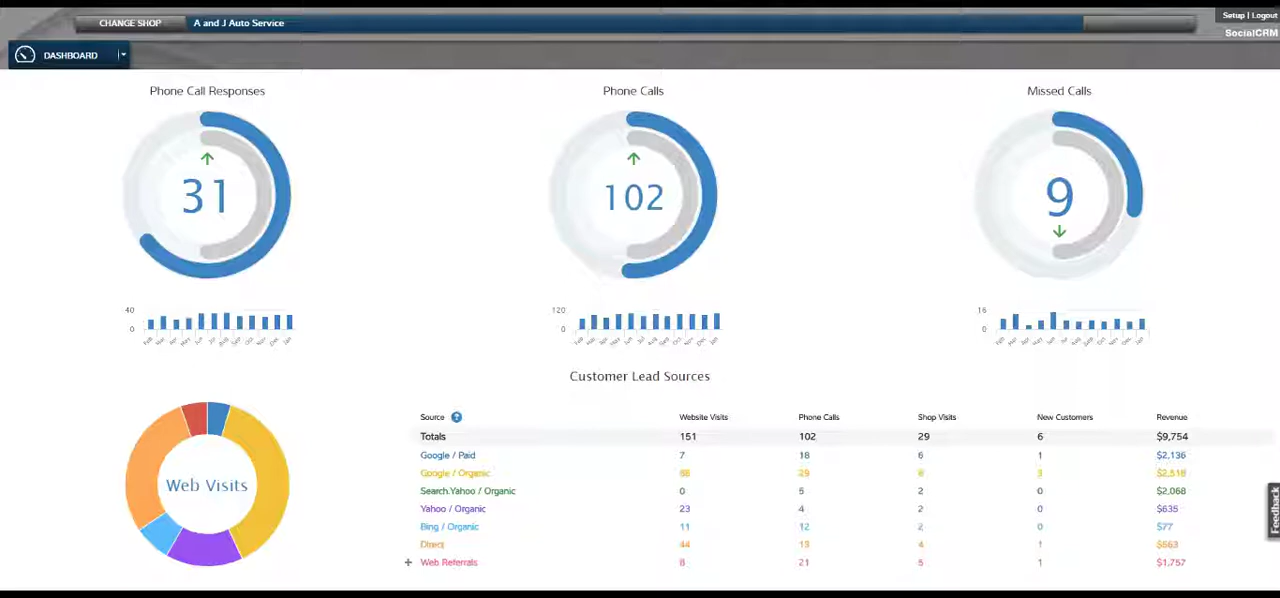 CHANGE SHOP A and J Auto Service
Setup | Logout
SocialCRM
DASHBOARD
Phone Call Responses Phone Calls Missed Calls
31 102 9
40 120 16
0 0 0
Customer Lead Sources
Source ? Website Visits Phone Calls Shop Visits New Customers Revenue
Totals 151 102 29 6 $9,754
Google / Paid 7 18 6 1 $2,136
Google / Organic 29 3
Search.Yahoo / Organic 0 5 2 0 $2,068
Yahoo / Organic 23 4 2 0 $635
Bing / Organic 11 12 2 0 $77
Direct 44 13 4 1 $563
+ Web Referrals 8 21 5 1 $1,757
Web Visits
Feedback